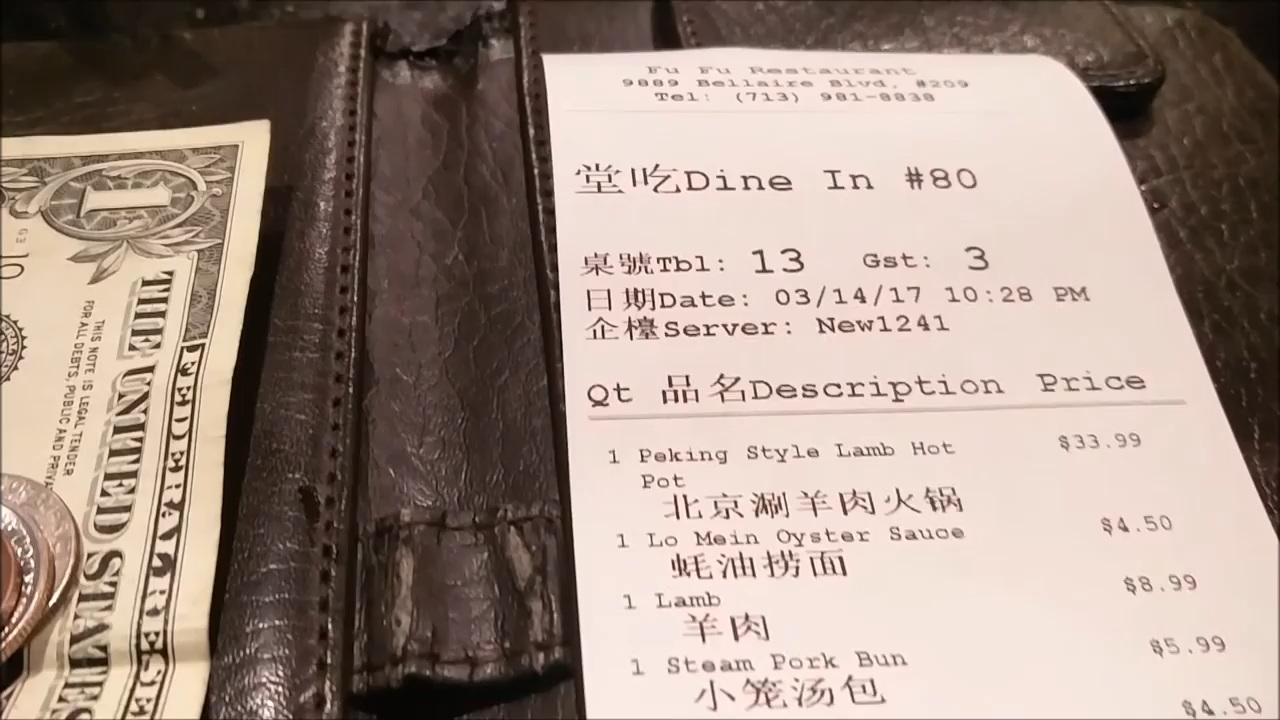 Fu Fu Restaurant
9889 Bellaire Blvd, #209
Tel: (713) 981-8838
堂吃Dine In #80
桌號Tbl: 13 Gst: 3
日期Date: 03/14/17 10:28 PM
企檯Server: New1241
Qt 品名Description Price
1 Peking Style Lamb Hot $33.99
Pot
北京涮羊肉火锅
1 Lo Mein Oyster Sauce $4.50
蚝油捞面
1 Lamb $8.99
羊肉
1 Steam Pork Bun $5.99
小笼汤包
$4.50
1
THE UNITED STATES
FEDERAL RESE
THIS NOTE IS LEGAL TENDER
FOR ALL DEBTS, PUBLIC AND PRIVA
G3
10